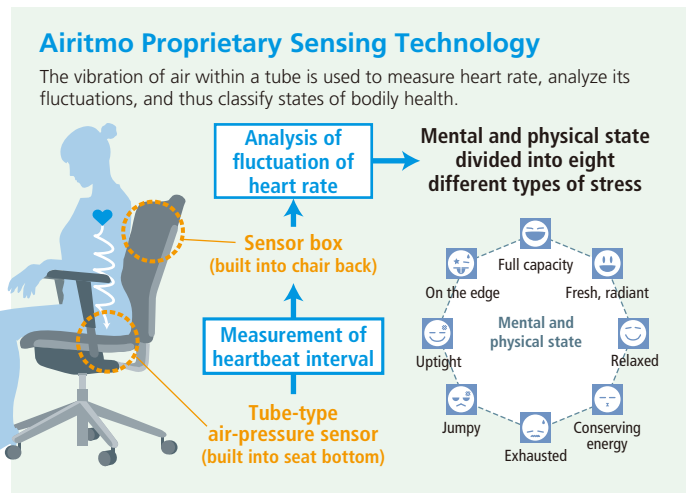 Airitmo Proprietary Sensing Technology
The vibration of air within a tube is used to measure heart rate, analyze its
fluctuations, and thus classify states of bodily health.
Analysis of
fluctuation of
heart rate
Mental and physical state
divided into eight
different types of stress
Sensor box
(built into chair back)
Measurement of
heartbeat interval
Tube-type
air-pressure sensor
(built into seat bottom)
Full capacity
On the edge
Fresh, radiant
Mental and
physical state
Uptight
Relaxed
Jumpy
Conserving
energy
Exhausted